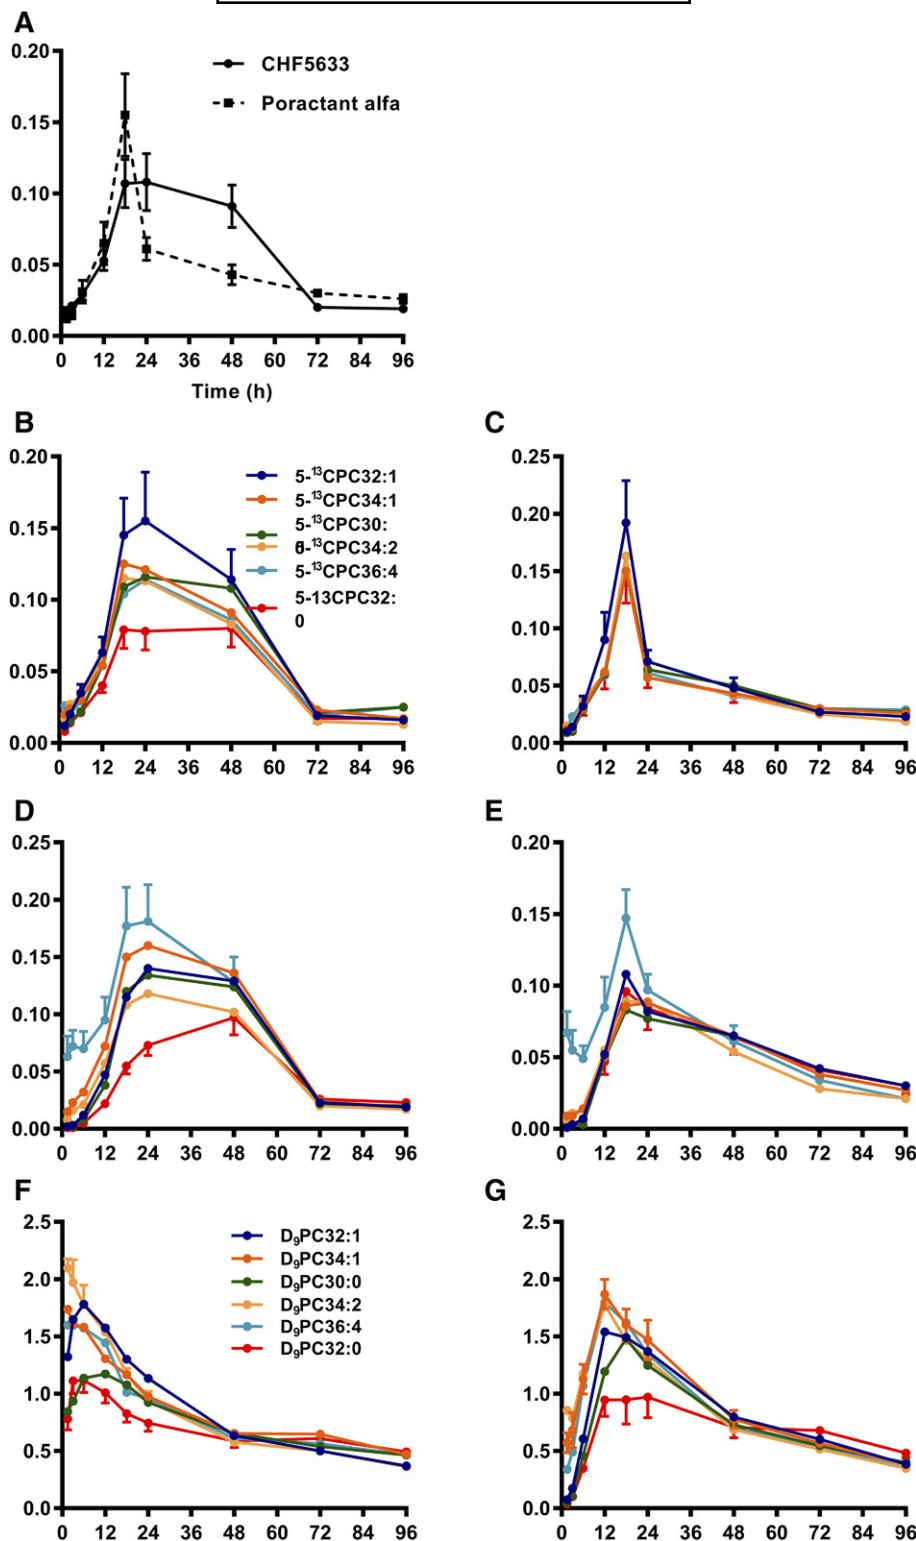 A
0.20
CHF5633
Poractant alfa
0.15
0.10
0.05
0.00
0 12 24 36 48 60 72 84 96
Time (h)
B
0.20
5-¹³CPC32:1
5-¹³CPC34:1
5-¹³CPC30:
0
5-¹³CPC34:2
5-¹³CPC36:4
5-13CPC32:
0
0.15
0.10
0.05
0.00
0 12 24 36 48 60 72 84 96
C
0.25
0.20
0.15
0.10
0.05
0.00
0 12 24 36 48 60 72 84 96
D
0.25
0.20
0.15
0.10
0.05
0.00
0 12 24 36 48 60 72 84 96
E
0.20
0.15
0.10
0.05
0.00
0 12 24 36 48 60 72 84 96
F
2.5
D₉PC32:1
D₉PC34:1
D₉PC30:0
D₉PC34:2
D₉PC36:4
D₉PC32:0
2.0
1.5
1.0
0.5
0.0
0 12 24 36 48 60 72 84 96
G
2.5
2.0
1.5
1.0
0.5
0.0
0 12 24 36 48 60 72 84 96